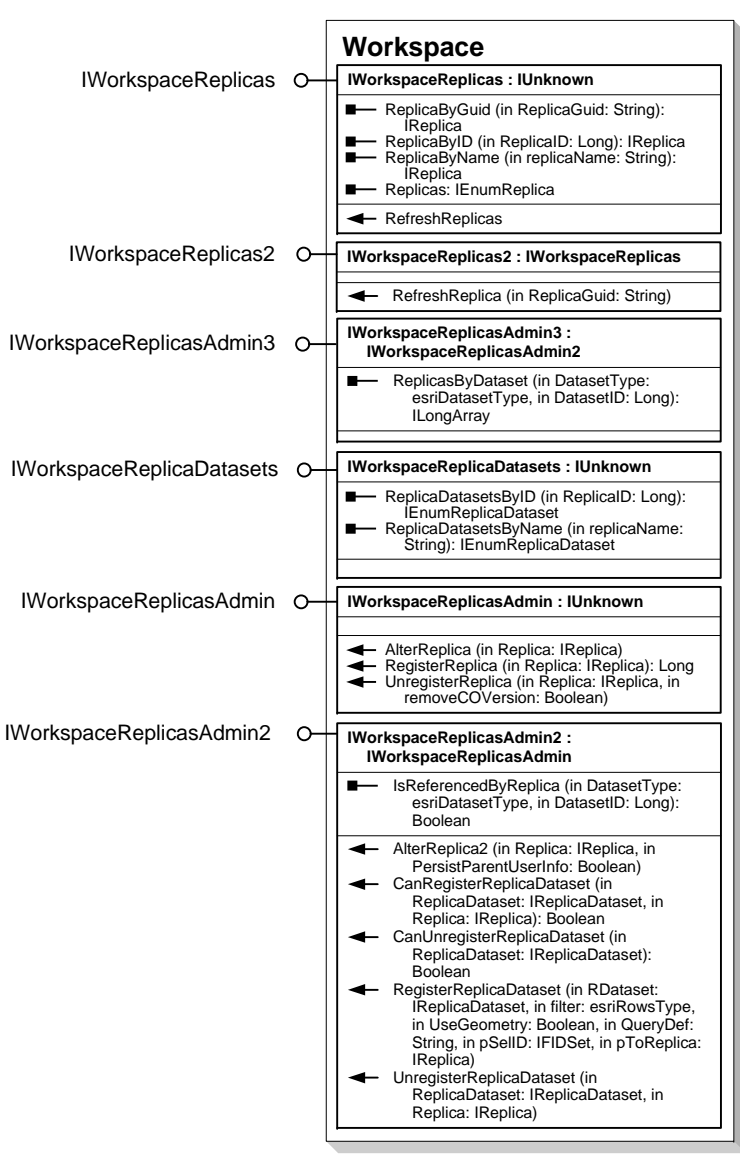 Workspace
IWorkspaceReplicas
IWorkspaceReplicas : IUnknown
ReplicaByGuid (in ReplicaGuid: String):
IReplica
ReplicaByID (in ReplicaID: Long): IReplica
ReplicaByName (in replicaName: String):
IReplica
Replicas: IEnumReplica
RefreshReplicas
IWorkspaceReplicas2
IWorkspaceReplicas2 : IWorkspaceReplicas
RefreshReplica (in ReplicaGuid: String)
IWorkspaceReplicasAdmin3
IWorkspaceReplicasAdmin3 :
IWorkspaceReplicasAdmin2
ReplicasByDataset (in DatasetType:
esriDatasetType, in DatasetID: Long):
ILongArray
IWorkspaceReplicaDatasets
IWorkspaceReplicaDatasets : IUnknown
ReplicaDatasetsByID (in ReplicaID: Long):
IEnumReplicaDataset
ReplicaDatasetsByName (in replicaName:
String): IEnumReplicaDataset
IWorkspaceReplicasAdmin
IWorkspaceReplicasAdmin : IUnknown
AlterReplica (in Replica: IReplica)
RegisterReplica (in Replica: IReplica): Long
UnregisterReplica (in Replica: IReplica, in
removeCOVersion: Boolean)
IWorkspaceReplicasAdmin2
IWorkspaceReplicasAdmin2 :
IWorkspaceReplicasAdmin
IsReferencedByReplica (in DatasetType:
esriDatasetType, in DatasetID: Long):
Boolean
AlterReplica2 (in Replica: IReplica, in
PersistParentUserInfo: Boolean)
CanRegisterReplicaDataset (in
ReplicaDataset: IReplicaDataset, in
Replica: IReplica): Boolean
CanUnregisterReplicaDataset (in
ReplicaDataset: IReplicaDataset):
Boolean
RegisterReplicaDataset (in RDataset:
IReplicaDataset, in filter: esriRowsType,
in UseGeometry: Boolean, in QueryDef:
String, in pSelID: IFIDSet, in pToReplica:
IReplica)
UnregisterReplicaDataset (in
ReplicaDataset: IReplicaDataset, in
Replica: IReplica)